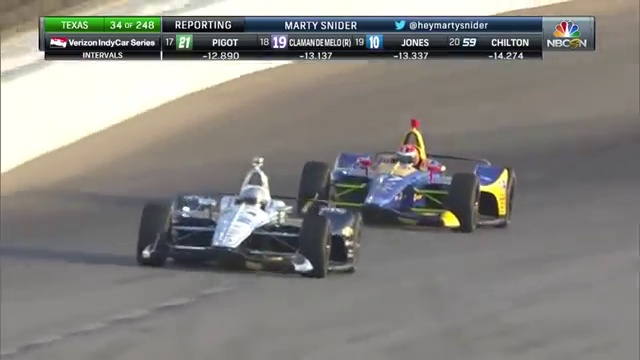 TEXAS 34 OF 248 REPORTING MARTY SNIDER @heymartysnider
Verizon IndyCar Series 17 21 PIGOT 18 19 CLAMAN DE MELO (R) 19 10 JONES 20 59 CHILTON NBCSN
INTERVALS -12.890 -13.137 -13.337 -14.274